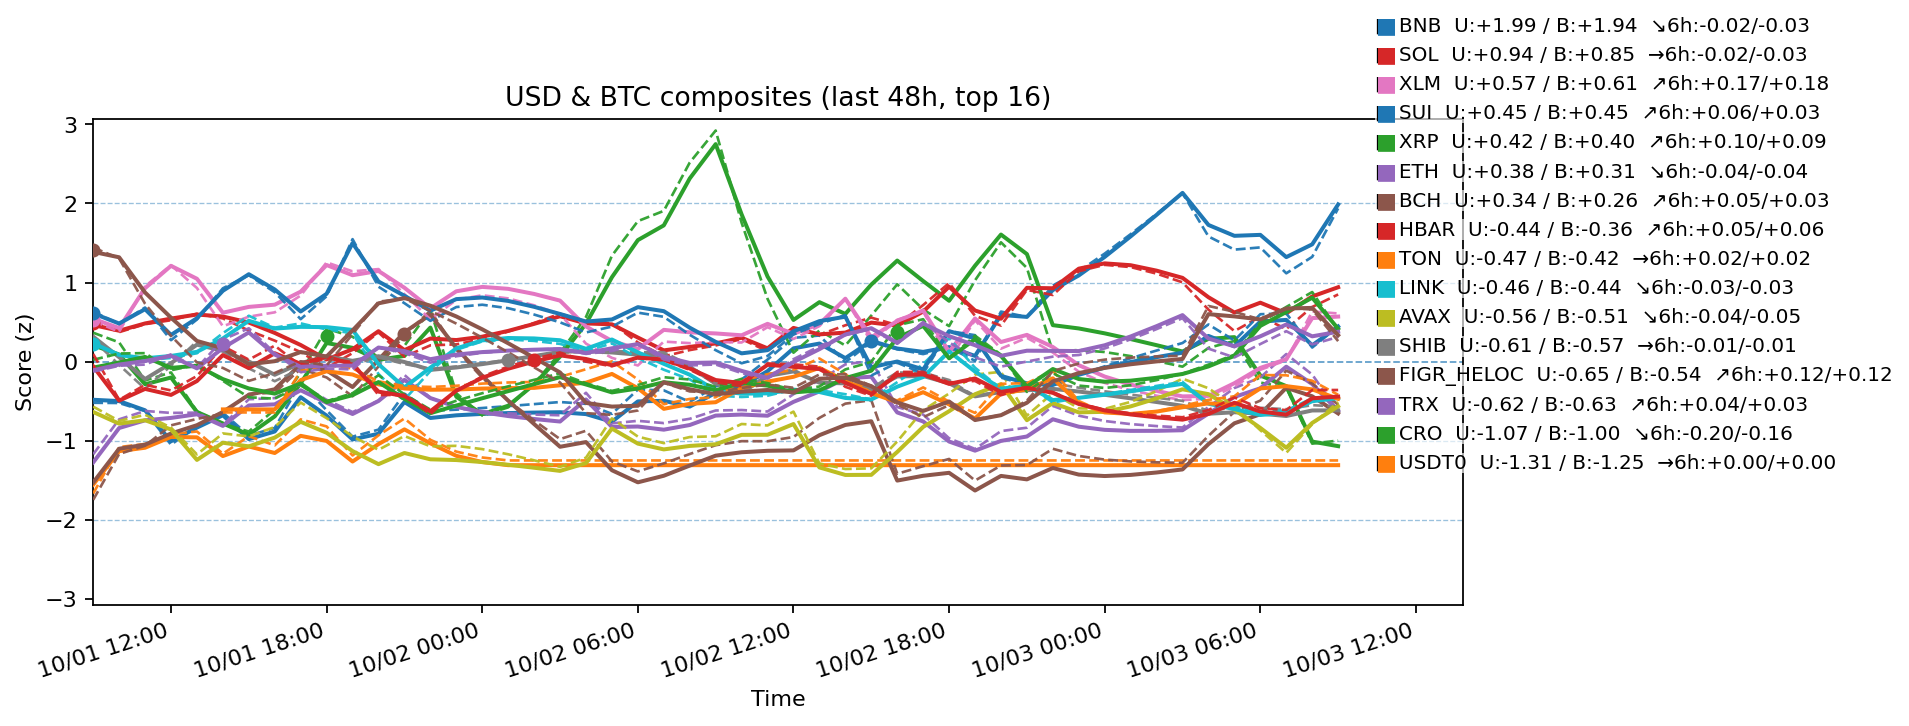 BNB  U:+1.99 / B:+1.94  ↘6h:-0.02/-0.03
SOL  U:+0.94 / B:+0.85  →6h:-0.02/-0.03
XLM  U:+0.57 / B:+0.61  ↗6h:+0.17/+0.18
SUI  U:+0.45 / B:+0.45  ↗6h:+0.06/+0.03
XRP  U:+0.42 / B:+0.40  ↗6h:+0.10/+0.09
ETH  U:+0.38 / B:+0.31  ↘6h:-0.04/-0.04
BCH  U:+0.34 / B:+0.26  ↗6h:+0.05/+0.03
HBAR  U:-0.44 / B:-0.36  ↗6h:+0.05/+0.06
TON  U:-0.47 / B:-0.42  →6h:+0.02/+0.02
LINK  U:-0.46 / B:-0.44  ↘6h:-0.03/-0.03
AVAX  U:-0.56 / B:-0.51  ↘6h:-0.04/-0.05
SHIB  U:-0.61 / B:-0.57  →6h:-0.01/-0.01
FIGR_HELOC  U:-0.65 / B:-0.54  ↗6h:+0.12/+0.12
TRX  U:-0.62 / B:-0.63  ↗6h:+0.04/+0.03
CRO  U:-1.07 / B:-1.00  ↘6h:-0.20/-0.16
USDT0  U:-1.31 / B:-1.25  →6h:+0.00/+0.00
USD & BTC composites (last 48h, top 16)
Score (z)
3
2
1
0
−1
−2
−3
10/01 12:00
10/01 18:00
10/02 00:00
10/02 06:00
10/02 12:00
10/02 18:00
10/03 00:00
10/03 06:00
10/03 12:00
Time